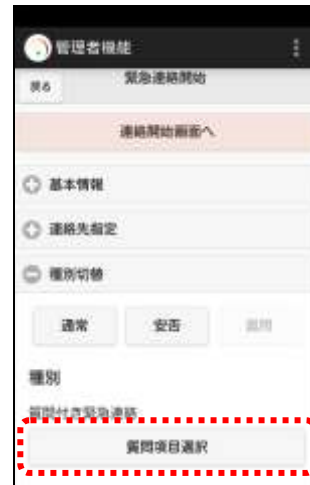 管理者機能
戻る 緊急連絡開始
連絡開始画面へ
基本情報
連絡先指定
種別切替
通常 安否 質問
種別
質問付き緊急連絡
質問項目選択